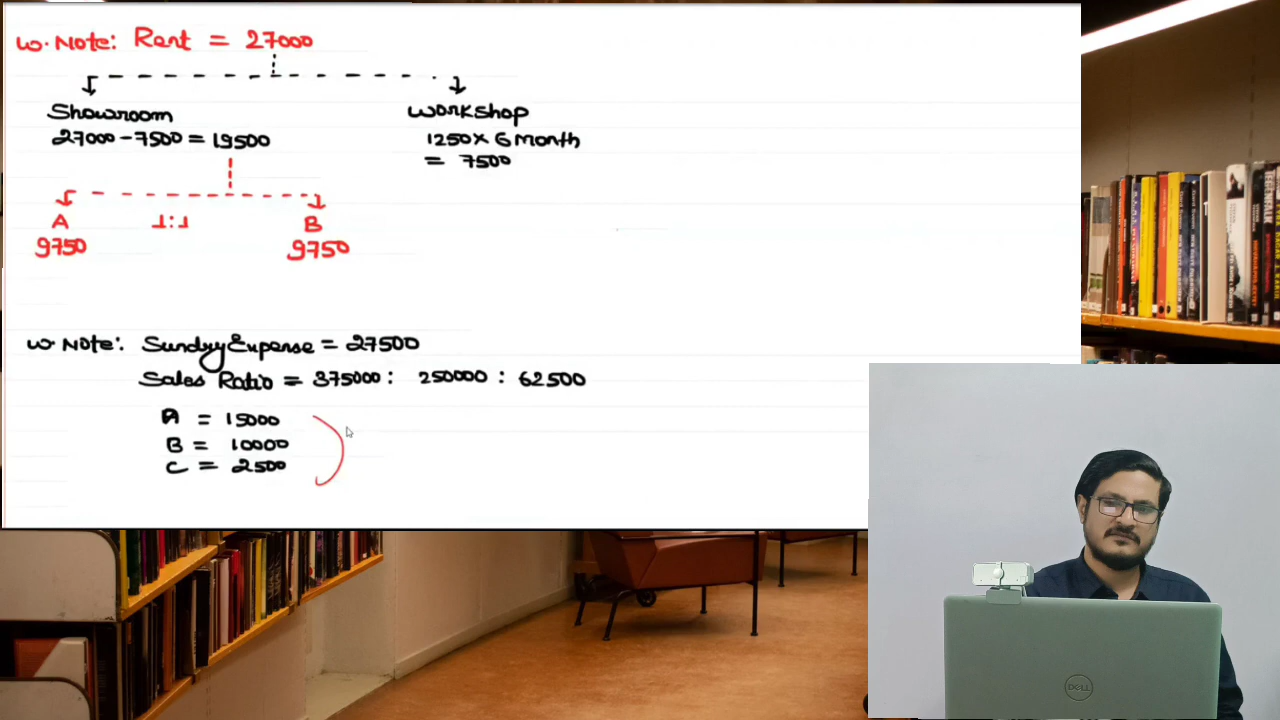 W. Note: Rent = 27000
Showroom
27000 - 7500 = 19500
Workshop
1250 x 6 Month
= 7500
A 1:1 B
9750 9750
W. Note: Sundry Expense = 27500
Sales Ratio = 375000 : 250000 : 62500
A = 15000
B = 10000
C = 2500
DELL